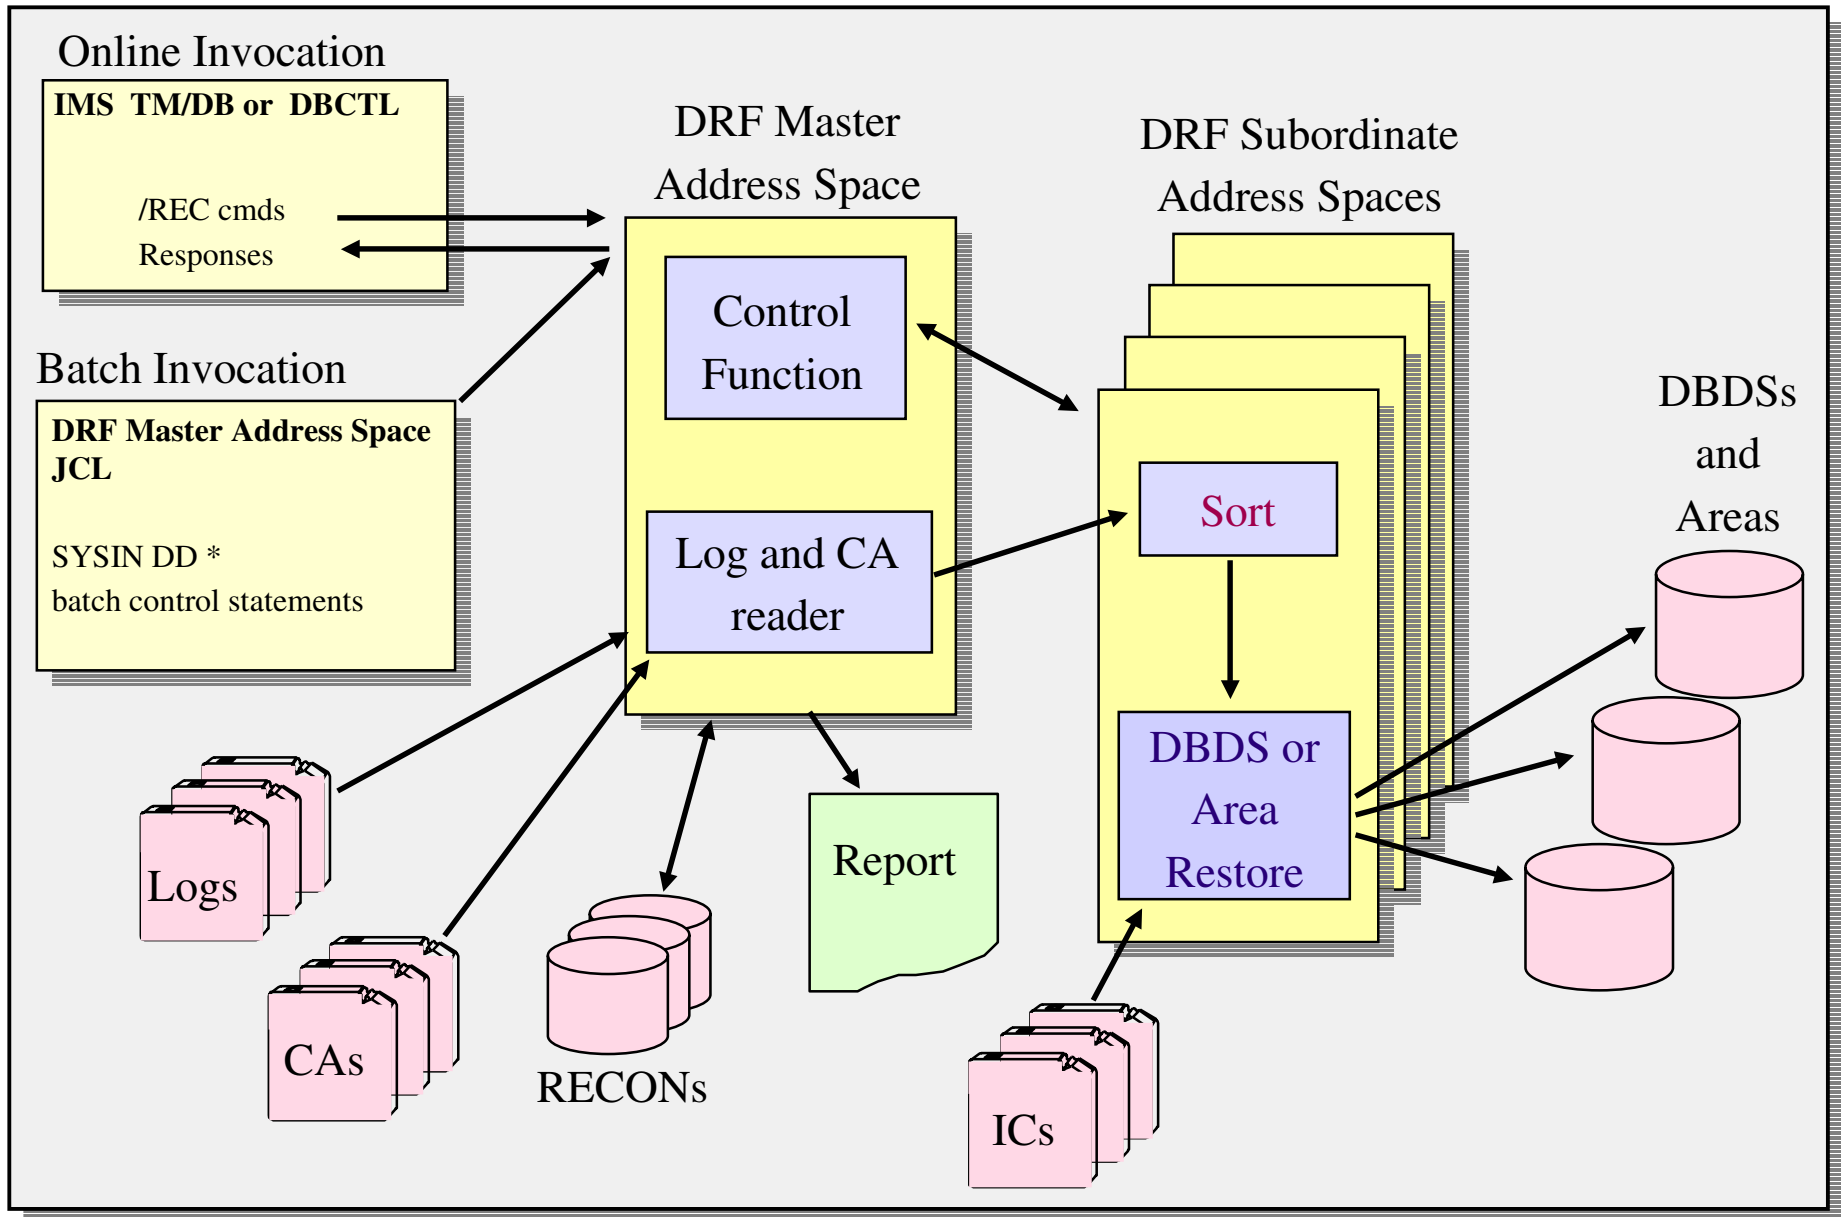 Online Invocation
IMS  TM/DB or  DBCTL
/REC cmds
Responses
Batch Invocation
DRF Master Address Space
JCL
SYSIN DD *
batch control statements
DRF Master
Address Space
Control
Function
Log and CA
reader
DRF Subordinate
Address Spaces
Sort
DBDS or
Area
Restore
DBDSs
and
Areas
Logs
CAs
RECONs
Report
ICs